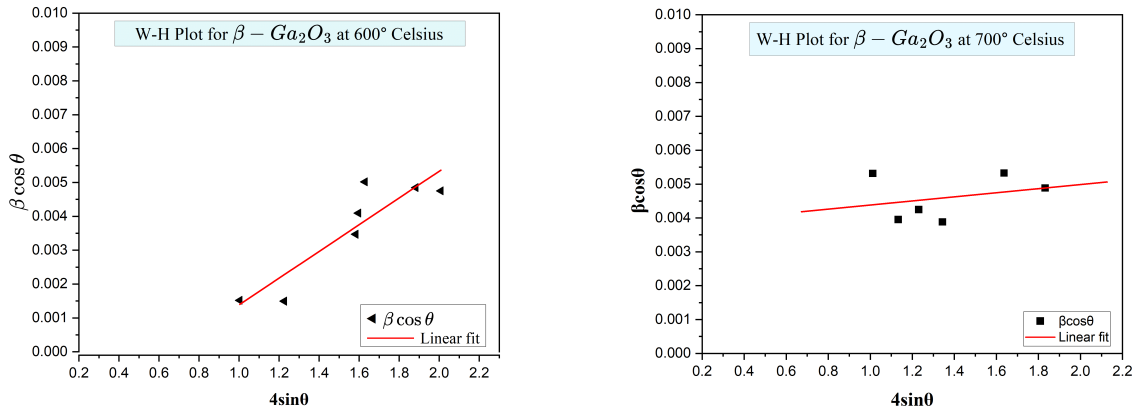 W-H Plot for β − Ga₂O₃ at 600° Celsius
0.010
0.009
0.008
0.007
0.006
0.005
0.004
0.003
0.002
0.001
0.000
β cos θ
β cos θ
Linear fit
0.2 0.4 0.6 0.8 1.0 1.2 1.4 1.6 1.8 2.0 2.2
4sinθ
W-H Plot for β − Ga₂O₃ at 700° Celsius
0.010
0.009
0.008
0.007
0.006
0.005
0.004
0.003
0.002
0.001
0.000
βcosθ
βcosθ
Linear fit
0.2 0.4 0.6 0.8 1.0 1.2 1.4 1.6 1.8 2.0 2.2
4sinθ